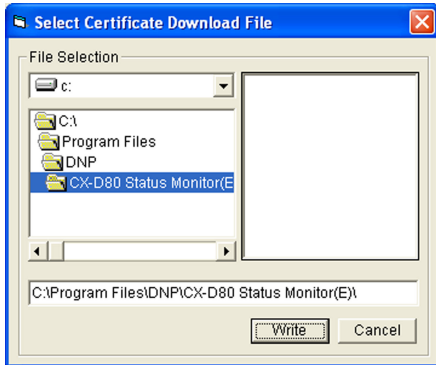 Select Certificate Download File
File Selection
c:
C:\
Program Files
DNP
CX-D80 Status Monitor(E
C:\Program Files\DNP\CX-D80 Status Monitor(E)\
Write
Cancel